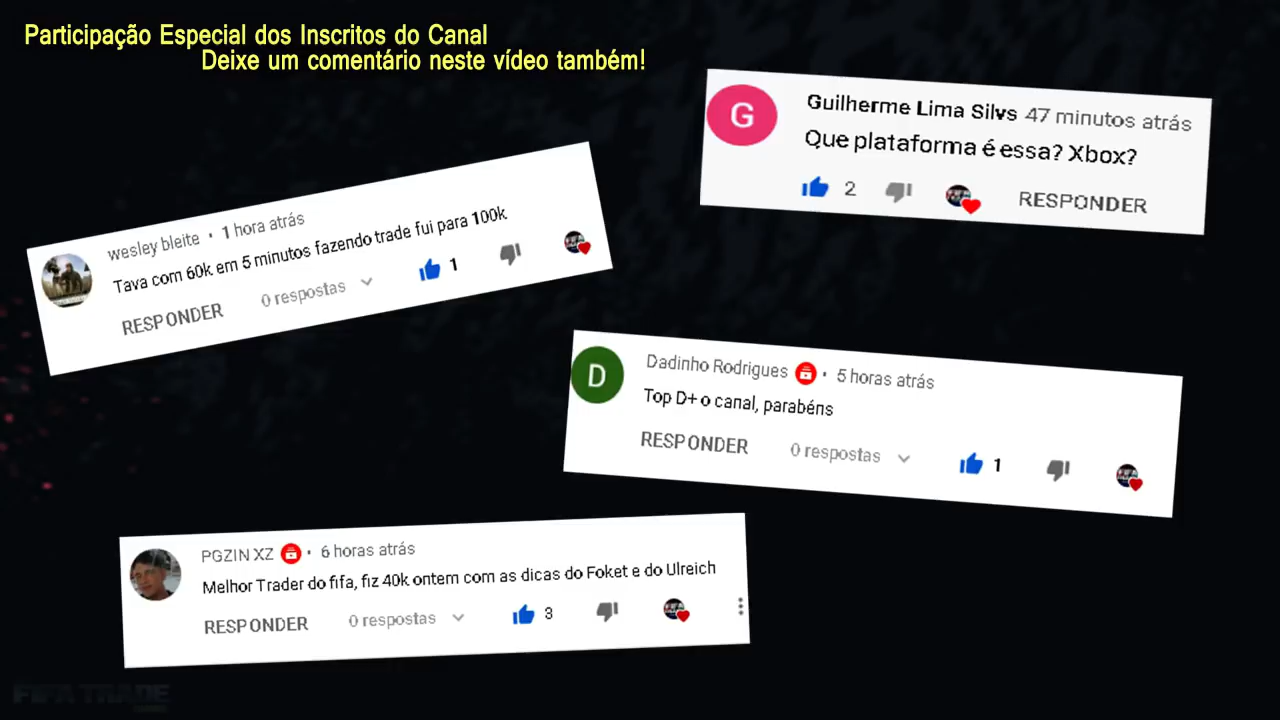 Participação Especial dos Inscritos do Canal
Deixe um comentário neste vídeo também!
G
Guilherme Lima Silvs 47 minutos atrás
Que plataforma é essa? Xbox?
2
RESPONDER
wesley bleite · 1 hora atrás
Tava com 60k em 5 minutos fazendo trade fui para 100k
RESPONDER 0 respostas 1
D
Dadinho Rodrigues · 5 horas atrás
Top D+ o canal, parabéns
RESPONDER 0 respostas 1
PGZIN XZ · 6 horas atrás
Melhor Trader do fifa, fiz 40k ontem com as dicas do Foket e do Ulreich
RESPONDER 0 respostas 3
FIFA TRADE